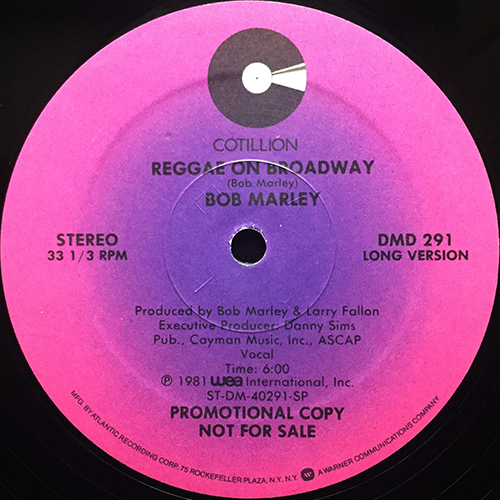 COTILLION
REGGAE ON BROADWAY
(Bob Marley)
BOB MARLEY
STEREO
33 1/3 RPM
DMD 291
LONG VERSION
Produced by Bob Marley & Larry Fallon
Executive Producer: Danny Sims
Pub., Cayman Music, Inc., ASCAP
Vocal
Time: 6:00
℗ 1981 wea International, Inc.
ST-DM-40291-SP
PROMOTIONAL COPY
NOT FOR SALE
MFG. BY ATLANTIC RECORDING CORP. 75 ROCKEFELLER PLAZA, N.Y. N.Y. W A WARNER COMMUNICATIONS COMPANY